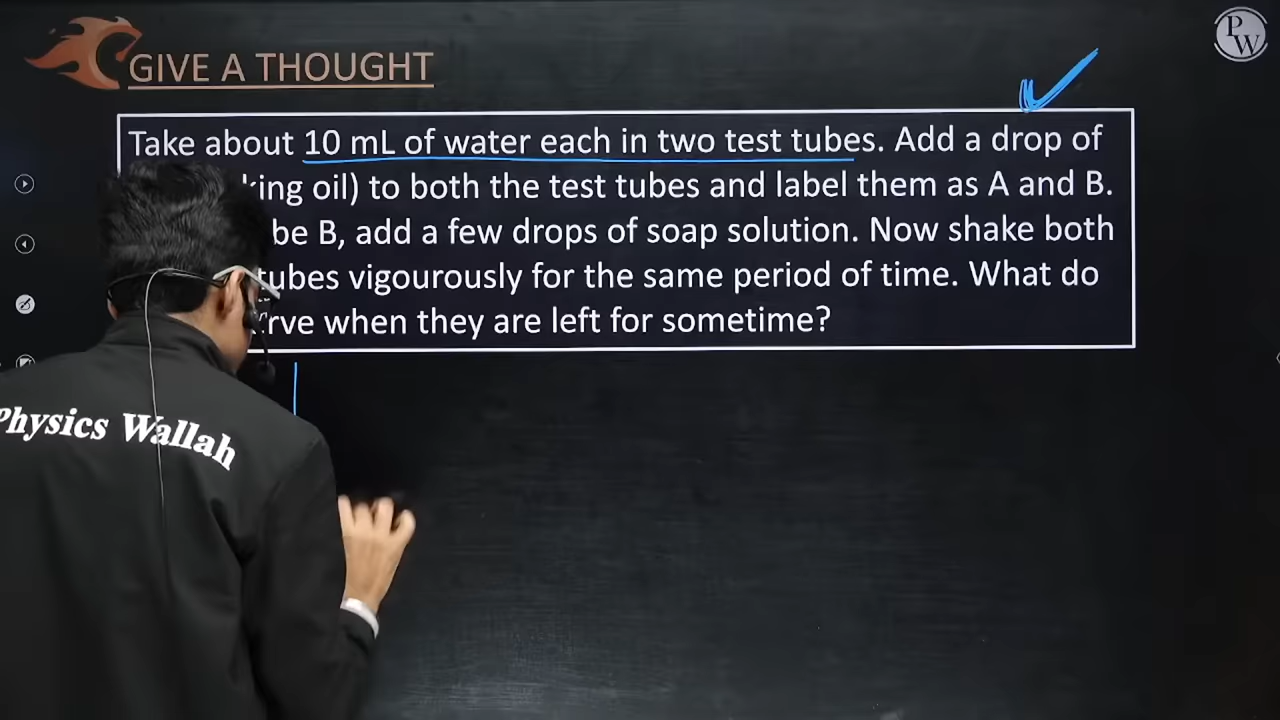 GIVE A THOUGHT
PW
Take about 10 mL of water each in two test tubes. Add a drop of
king oil) to both the test tubes and label them as A and B.
be B, add a few drops of soap solution. Now shake both
tubes vigourously for the same period of time. What do
rve when they are left for sometime?
Physics Wallah